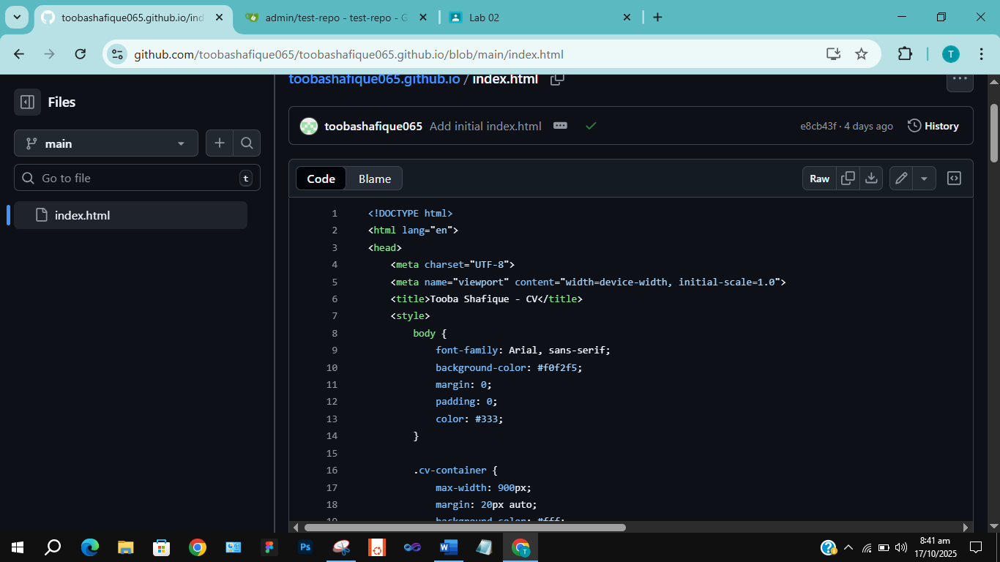 toobashafique065.github.io/ind
admin/test-repo - test-repo - G
Lab 02
github.com/toobashafique065/toobashafique065.github.io/blob/main/index.html
T
Files
main
Go to file
t
index.html
toobashafique065.github.io / index.html
toobashafique065 Add initial index.html
e8cb43f · 4 days ago
History
Code
Blame
Raw
1 <!DOCTYPE html>
2 <html lang="en">
3 <head>
4 <meta charset="UTF-8">
5 <meta name="viewport" content="width=device-width, initial-scale=1.0">
6 <title>Tooba Shafique - CV</title>
7 <style>
8 body {
9 font-family: Arial, sans-serif;
10 background-color: #f0f2f5;
11 margin: 0;
12 padding: 0;
13 color: #333;
14 }
15
16 .cv-container {
17 max-width: 900px;
18 margin: 20px auto;
19 background-color: #fff;
Ps
W
T
8:41 am
17/10/2025